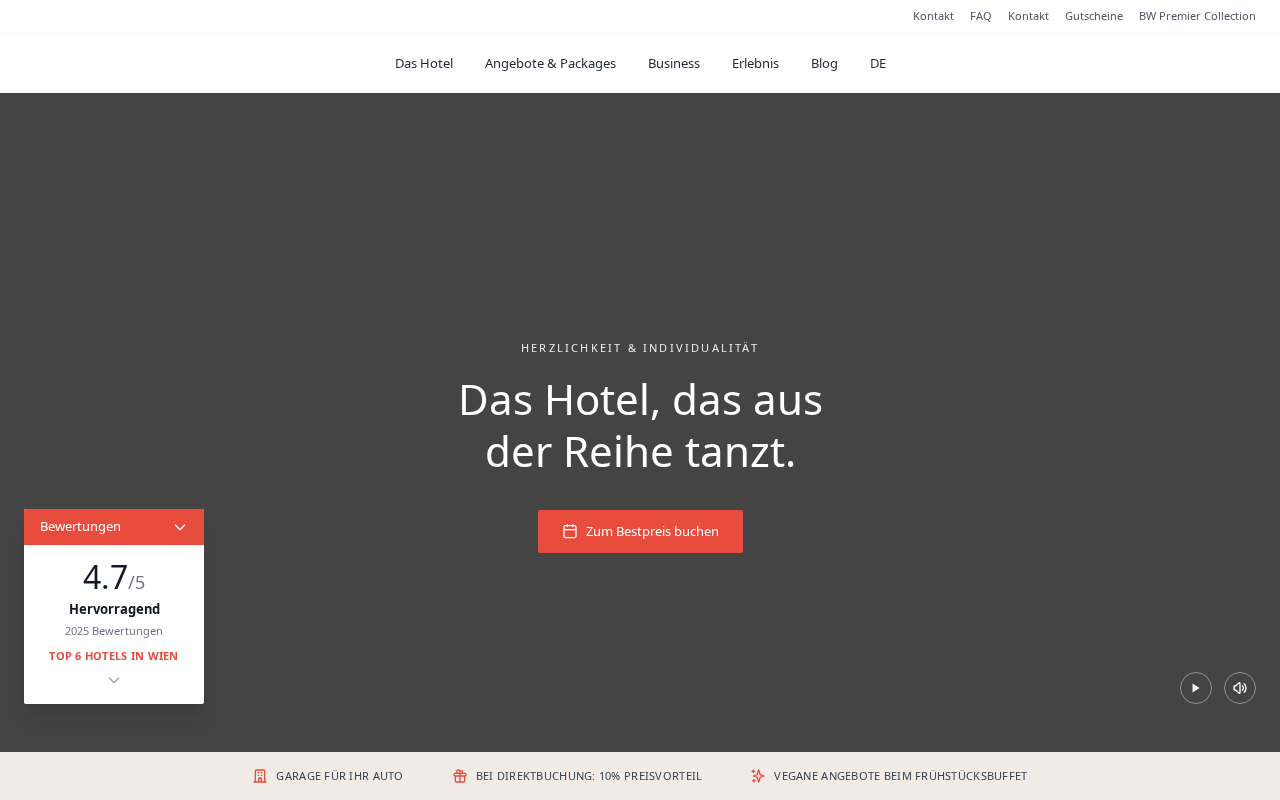 Kontakt FAQ Kontakt Gutscheine BW Premier Collection
Das Hotel Angebote & Packages Business Erlebnis Blog DE
HERZLICHKEIT & INDIVIDUALITÄT
Das Hotel, das aus
der Reihe tanzt.
Zum Bestpreis buchen
Bewertungen
4.7/5
Hervorragend
2025 Bewertungen
TOP 6 HOTELS IN WIEN
GARAGE FÜR IHR AUTO BEI DIREKTBUCHUNG: 10% PREISVORTEIL VEGANE ANGEBOTE BEIM FRÜHSTÜCKSBUFFET